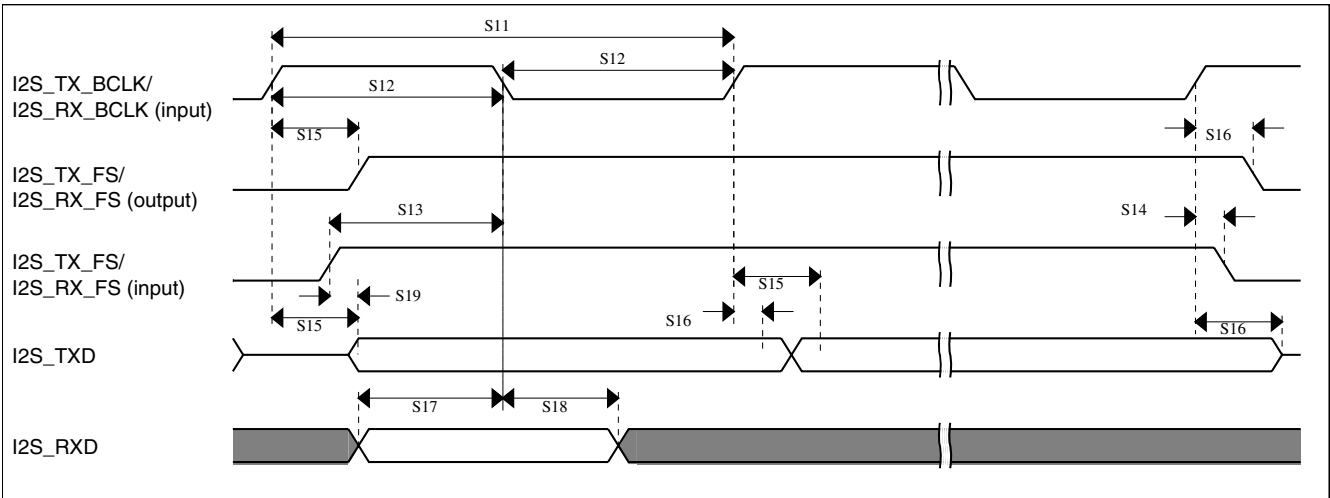 S11
I2S_TX_BCLK/
I2S_RX_BCLK (input)
S12
S12
S15
S16
I2S_TX_FS/
I2S_RX_FS (output)
S13
S14
I2S_TX_FS/
I2S_RX_FS (input)
S15
S19
S16
S15
S16
I2S_TXD
S17
S18
I2S_RXD